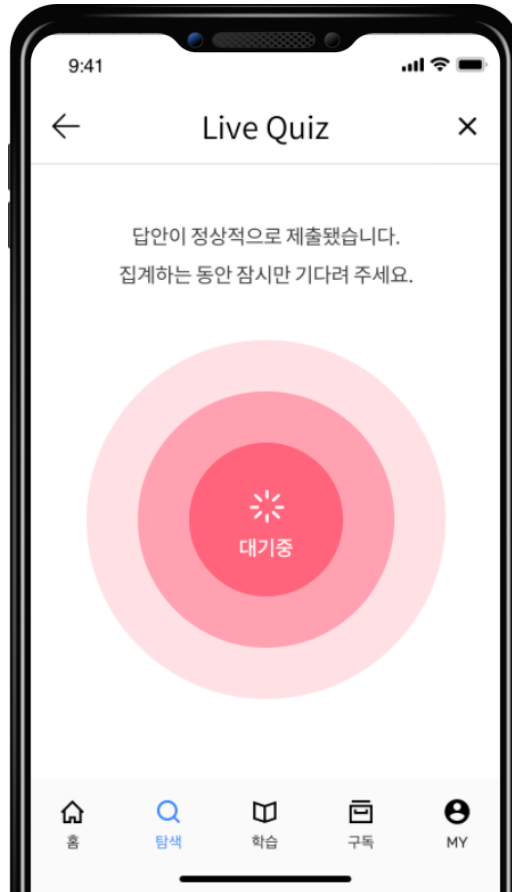 9:41
Live Quiz
답안이 정상적으로 제출됐습니다.
집계하는 동안 잠시만 기다려 주세요.
대기중
홈 탐색 학습 구독 MY